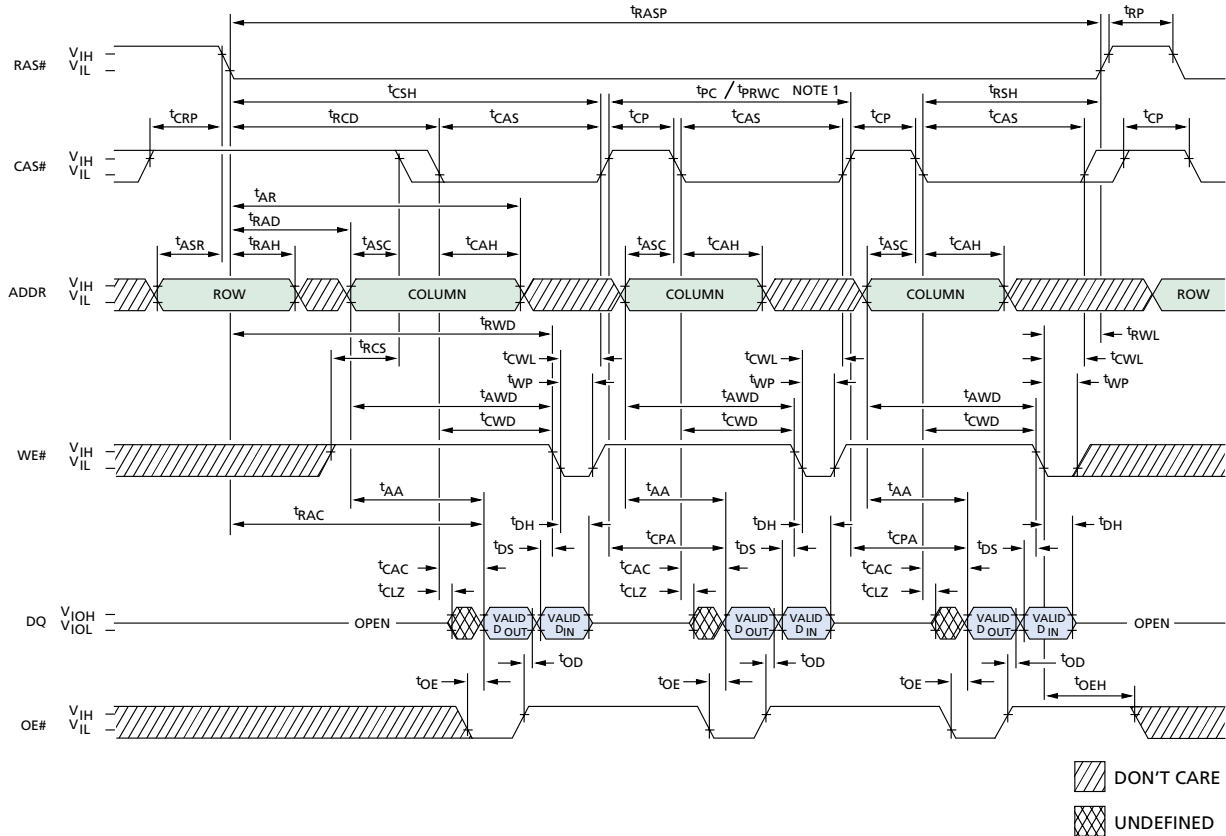 tRASP
tRP
RAS#
VIH
VIL
tCSH
tPC / tPRWC NOTE 1
tRSH
tCRP
tRCD
tCAS
tCP
tCAS
tCP
tCAS
tCP
CAS#
VIH
VIL
tAR
tRAD
tASR
tRAH
tASC
tCAH
tASC
tCAH
tASC
tCAH
ADDR
VIH
VIL
ROW
COLUMN
COLUMN
COLUMN
ROW
tRWD
tRWL
tRCS
tCWL
tCWL
tCWL
tWP
tWP
tWP
tAWD
tAWD
tAWD
tCWD
tCWD
tCWD
WE#
VIH
VIL
tAA
tAA
tAA
tRAC
tDH
tDH
tDH
tCPA
tCPA
tDS
tDS
tDS
tCAC
tCAC
tCAC
tCLZ
tCLZ
tCLZ
DQ
VIOH
VIOL
OPEN
VALID DOUT
VALID DIN
VALID DOUT
VALID DIN
VALID DOUT
VALID DIN
OPEN
tOD
tOD
tOD
tOE
tOE
tOE
tOEH
OE#
VIH
VIL
DON'T CARE
UNDEFINED